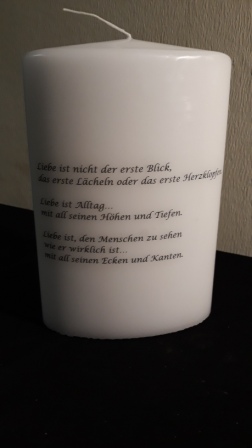 Liebe ist nicht der erste Blick,
das erste Lächeln oder das erste Herzklopfen
Liebe ist Alltag...
mit all seinen Höhen und Tiefen.
Liebe ist, den Menschen zu sehen
wie er wirklich ist...
mit all seinen Ecken und Kanten.